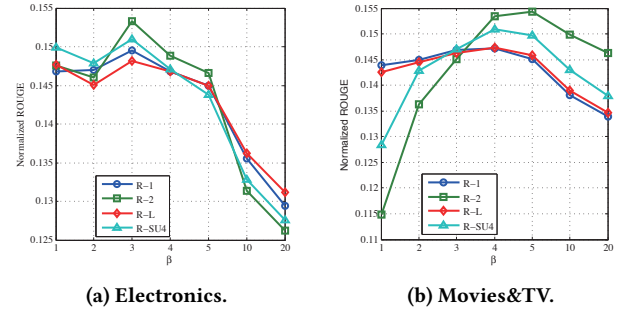 0.155
0.15
0.145
0.14
0.135
0.13
0.125
Normalized ROUGE
R-1
R-2
R-L
R-SU4
1 2 3 4 5 10 20
β
(a) Electronics.
0.155
0.15
0.145
0.14
0.135
0.13
0.125
0.12
0.115
0.11
Normalized ROUGE
R-1
R-2
R-L
R-SU4
1 2 3 4 5 10 20
β
(b) Movies&TV.